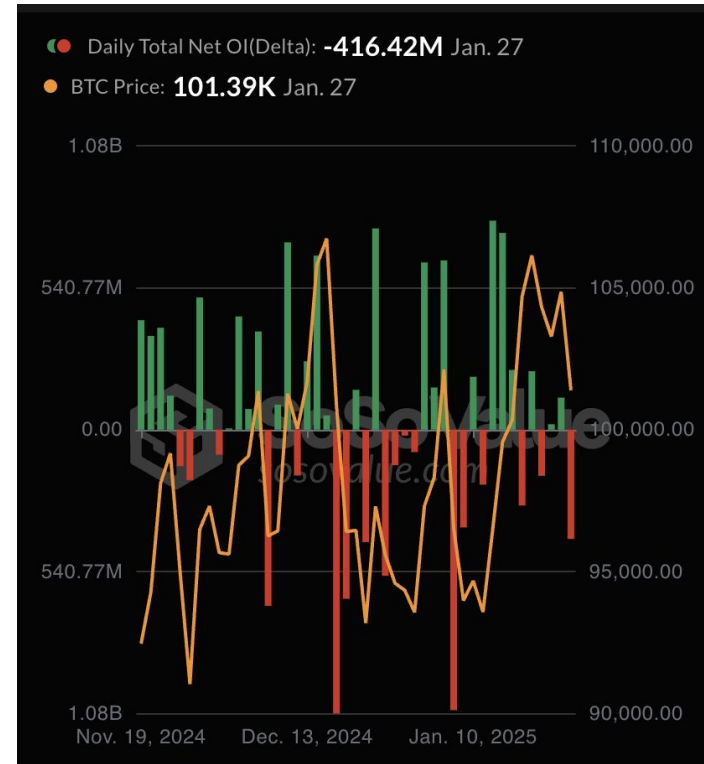 Daily Total Net OI(Delta): -416.42M Jan. 27
BTC Price: 101.39K Jan. 27
1.08B 110,000.00
540.77M 105,000.00
0.00 100,000.00
SoSoValue
sosovalue.com
540.77M 95,000.00
1.08B 90,000.00
Nov. 19, 2024 Dec. 13, 2024 Jan. 10, 2025